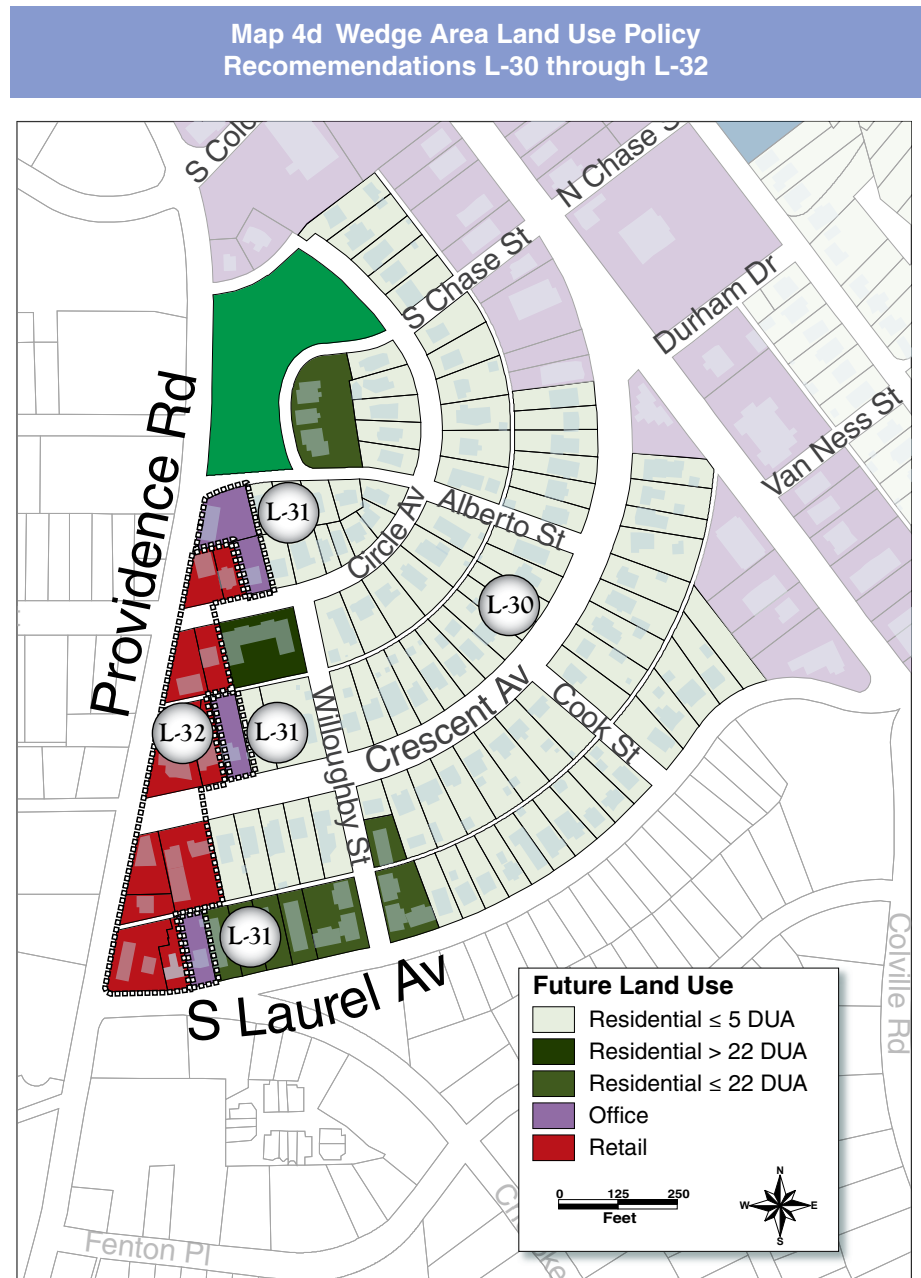 Map 4d Wedge Area Land Use Policy
Recomemendations L-30 through L-32
S Colo
N Chase S
S Chase St
Durham Dr
Van Ness St
Providence Rd
L-31
Circle Av
Alberto St
L-30
L-32
L-31
Willoughby St
Crescent Av
Cook St
L-31
S Laurel Av
Colville Rd
Fenton Pl
Future Land Use
Residential ≤ 5 DUA
Residential > 22 DUA
Residential ≤ 22 DUA
Office
Retail
0 125 250
Feet
N
W E
S